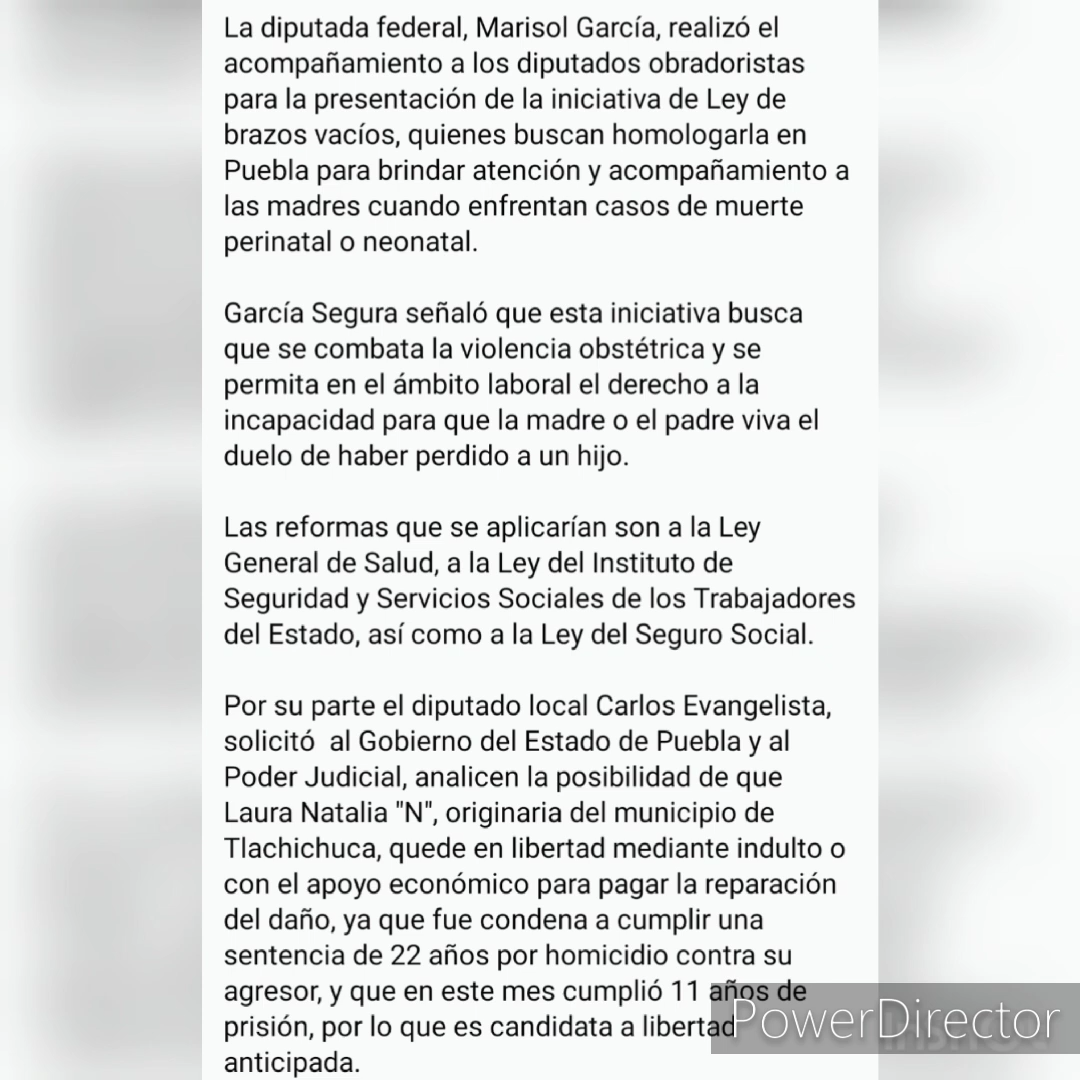 La diputada federal, Marisol García, realizó el
acompañamiento a los diputados obradoristas
para la presentación de la iniciativa de Ley de
brazos vacíos, quienes buscan homologarla en
Puebla para brindar atención y acompañamiento a
las madres cuando enfrentan casos de muerte
perinatal o neonatal.
García Segura señaló que esta iniciativa busca
que se combata la violencia obstétrica y se
permita en el ámbito laboral el derecho a la
incapacidad para que la madre o el padre viva el
duelo de haber perdido a un hijo.
Las reformas que se aplicarían son a la Ley
General de Salud, a la Ley del Instituto de
Seguridad y Servicios Sociales de los Trabajadores
del Estado, así como a la Ley del Seguro Social.
Por su parte el diputado local Carlos Evangelista,
solicitó  al Gobierno del Estado de Puebla y al
Poder Judicial, analicen la posibilidad de que
Laura Natalia "N", originaria del municipio de
Tlachichuca, quede en libertad mediante indulto o
con el apoyo económico para pagar la reparación
del daño, ya que fue condena a cumplir una
sentencia de 22 años por homicidio contra su
agresor, y que en este mes cumplió 11 años de
prisión, por lo que es candidata a libertad
anticipada.
PowerDirector